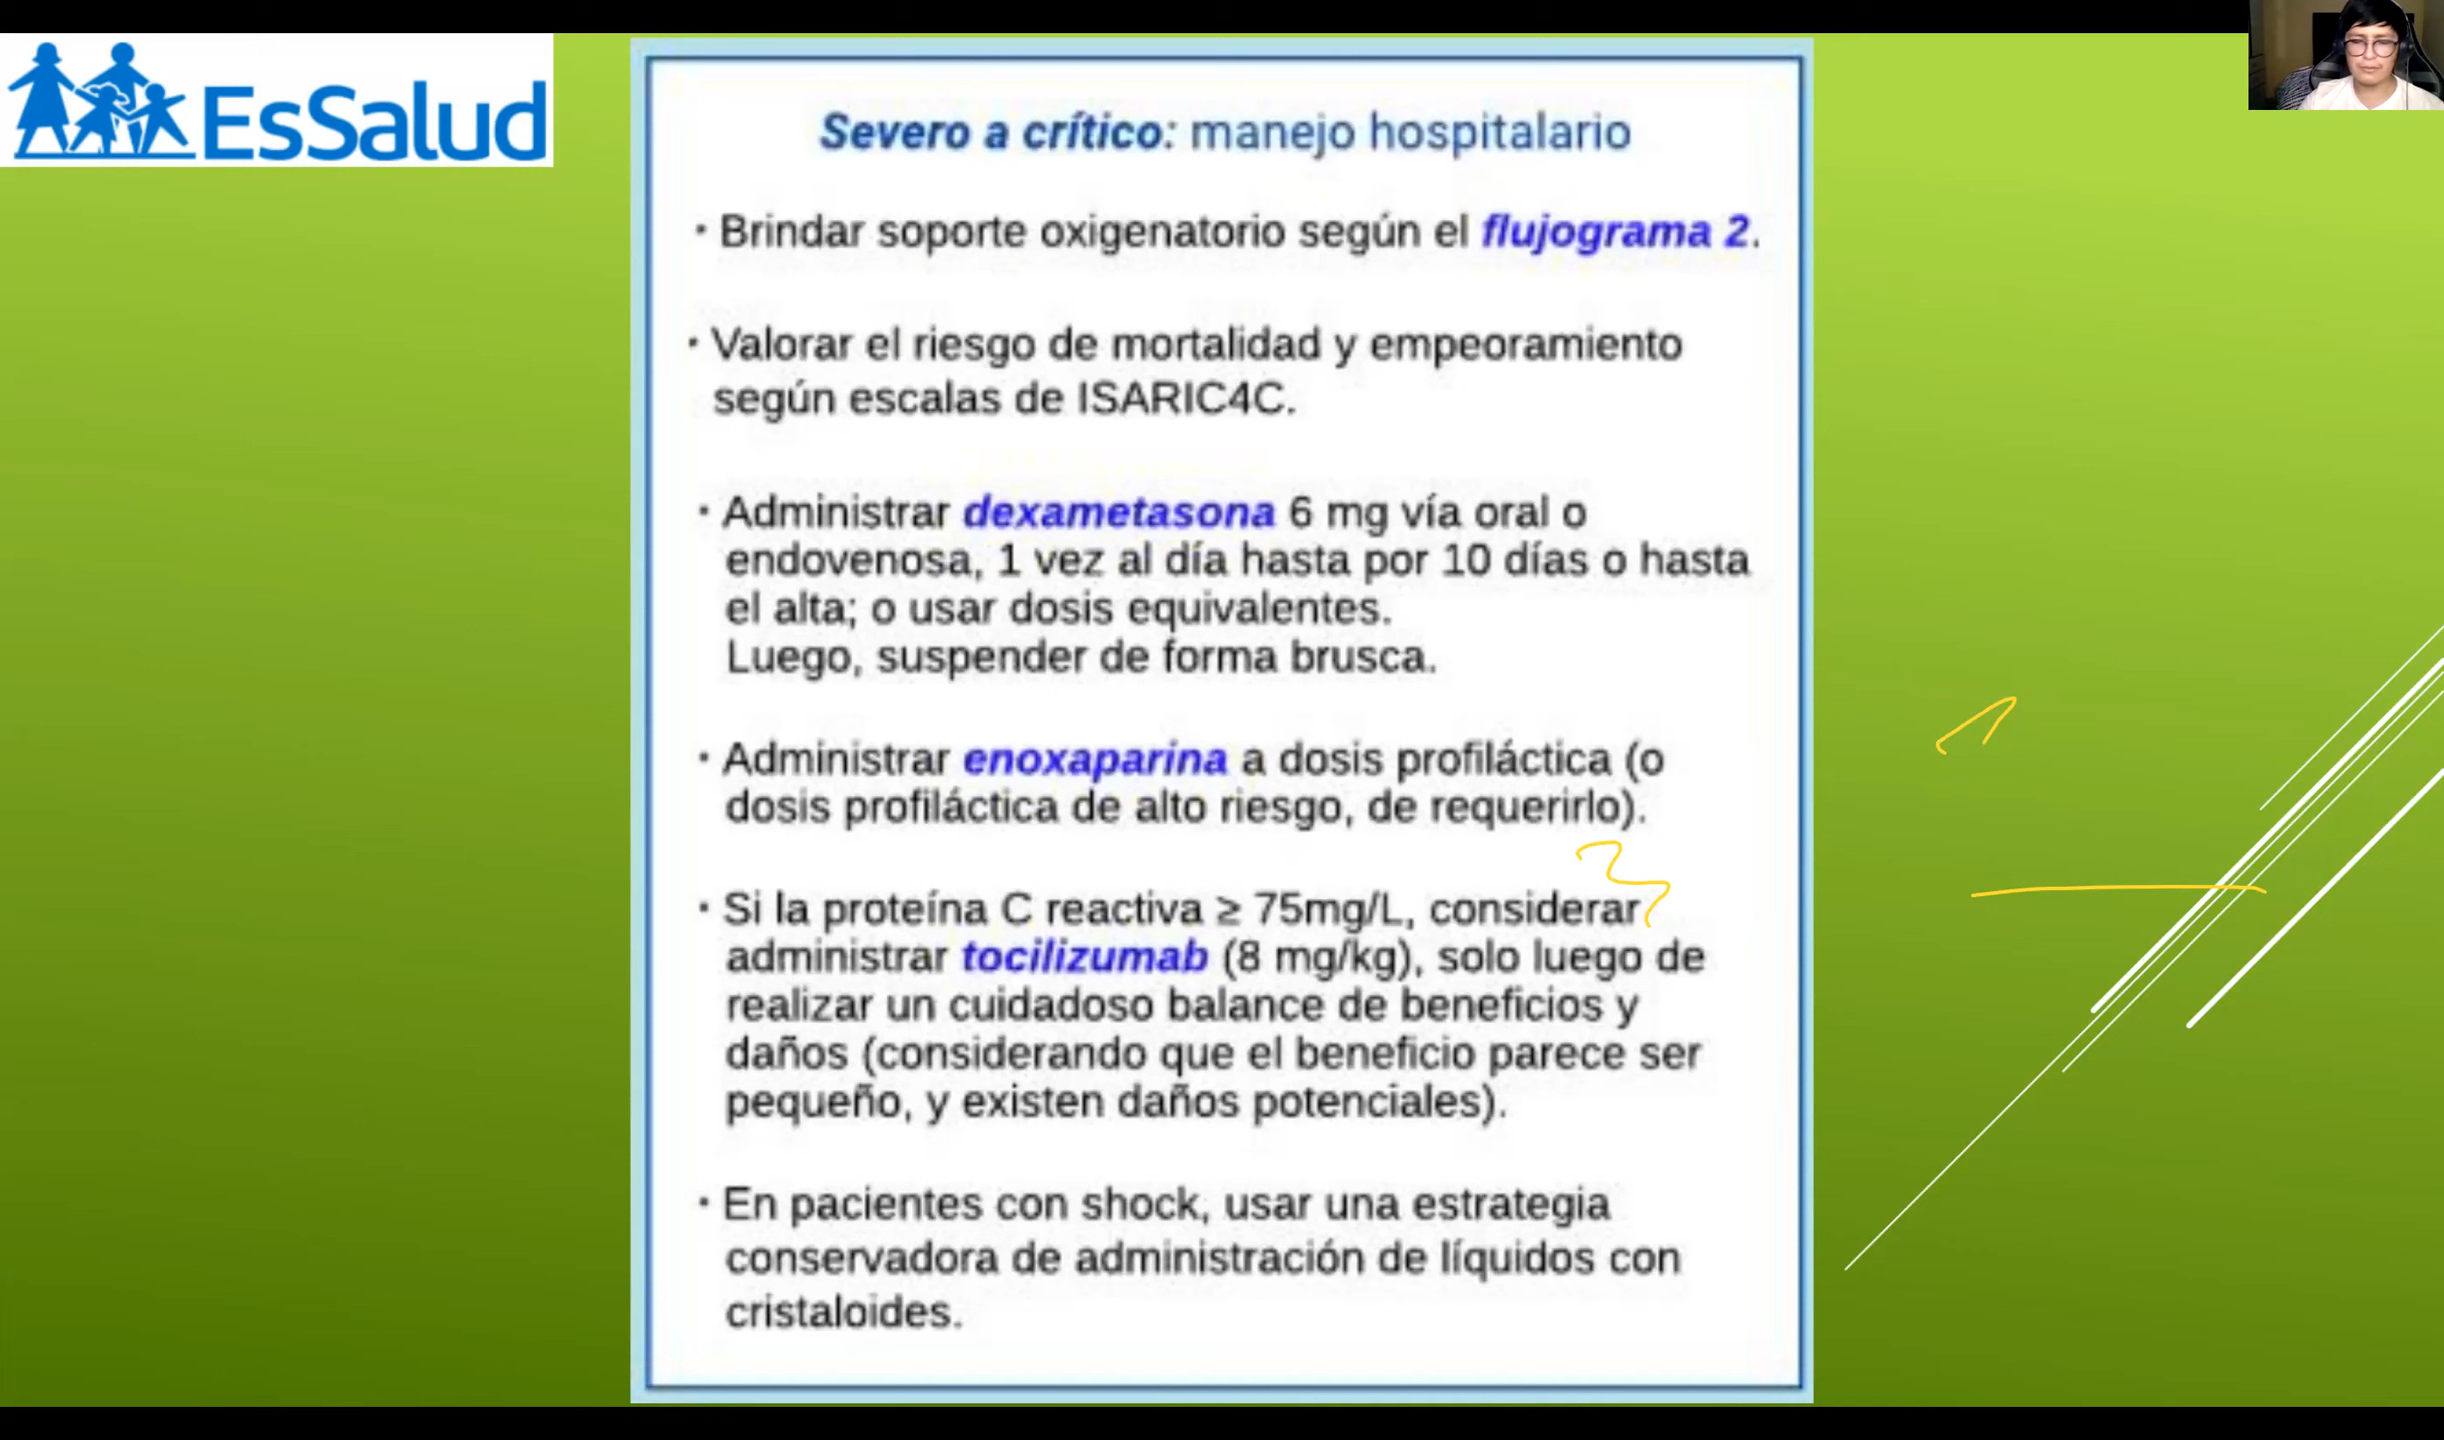 EsSalud
Severo a crítico: manejo hospitalario
· Brindar soporte oxigenatorio según el flujograma 2.
· Valorar el riesgo de mortalidad y empeoramiento
según escalas de ISARIC4C.
· Administrar dexametasona 6 mg vía oral o
endovenosa, 1 vez al día hasta por 10 días o hasta
el alta; o usar dosis equivalentes.
Luego, suspender de forma brusca.
· Administrar enoxaparina a dosis profiláctica (o
dosis profiláctica de alto riesgo, de requerirlo).
· Si la proteína C reactiva ≥ 75mg/L, considerar
administrar tocilizumab (8 mg/kg), solo luego de
realizar un cuidadoso balance de beneficios y
daños (considerando que el beneficio parece ser
pequeño, y existen daños potenciales).
· En pacientes con shock, usar una estrategia
conservadora de administración de líquidos con
cristaloides.